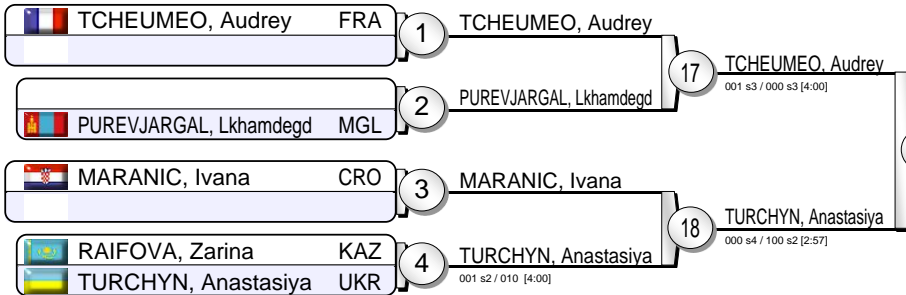 TCHEUMEO, Audrey FRA
1
TCHEUMEO, Audrey
17
TCHEUMEO, Audrey
001 s3 / 000 s3 [4:00]
2
PUREVJARGAL, Lkhamdegd
PUREVJARGAL, Lkhamdegd MGL
MARANIC, Ivana CRO
3
MARANIC, Ivana
18
TURCHYN, Anastasiya
000 s4 / 100 s2 [2:57]
RAIFOVA, Zarina KAZ
4
TURCHYN, Anastasiya
001 s2 / 010 [4:00]
TURCHYN, Anastasiya UKR